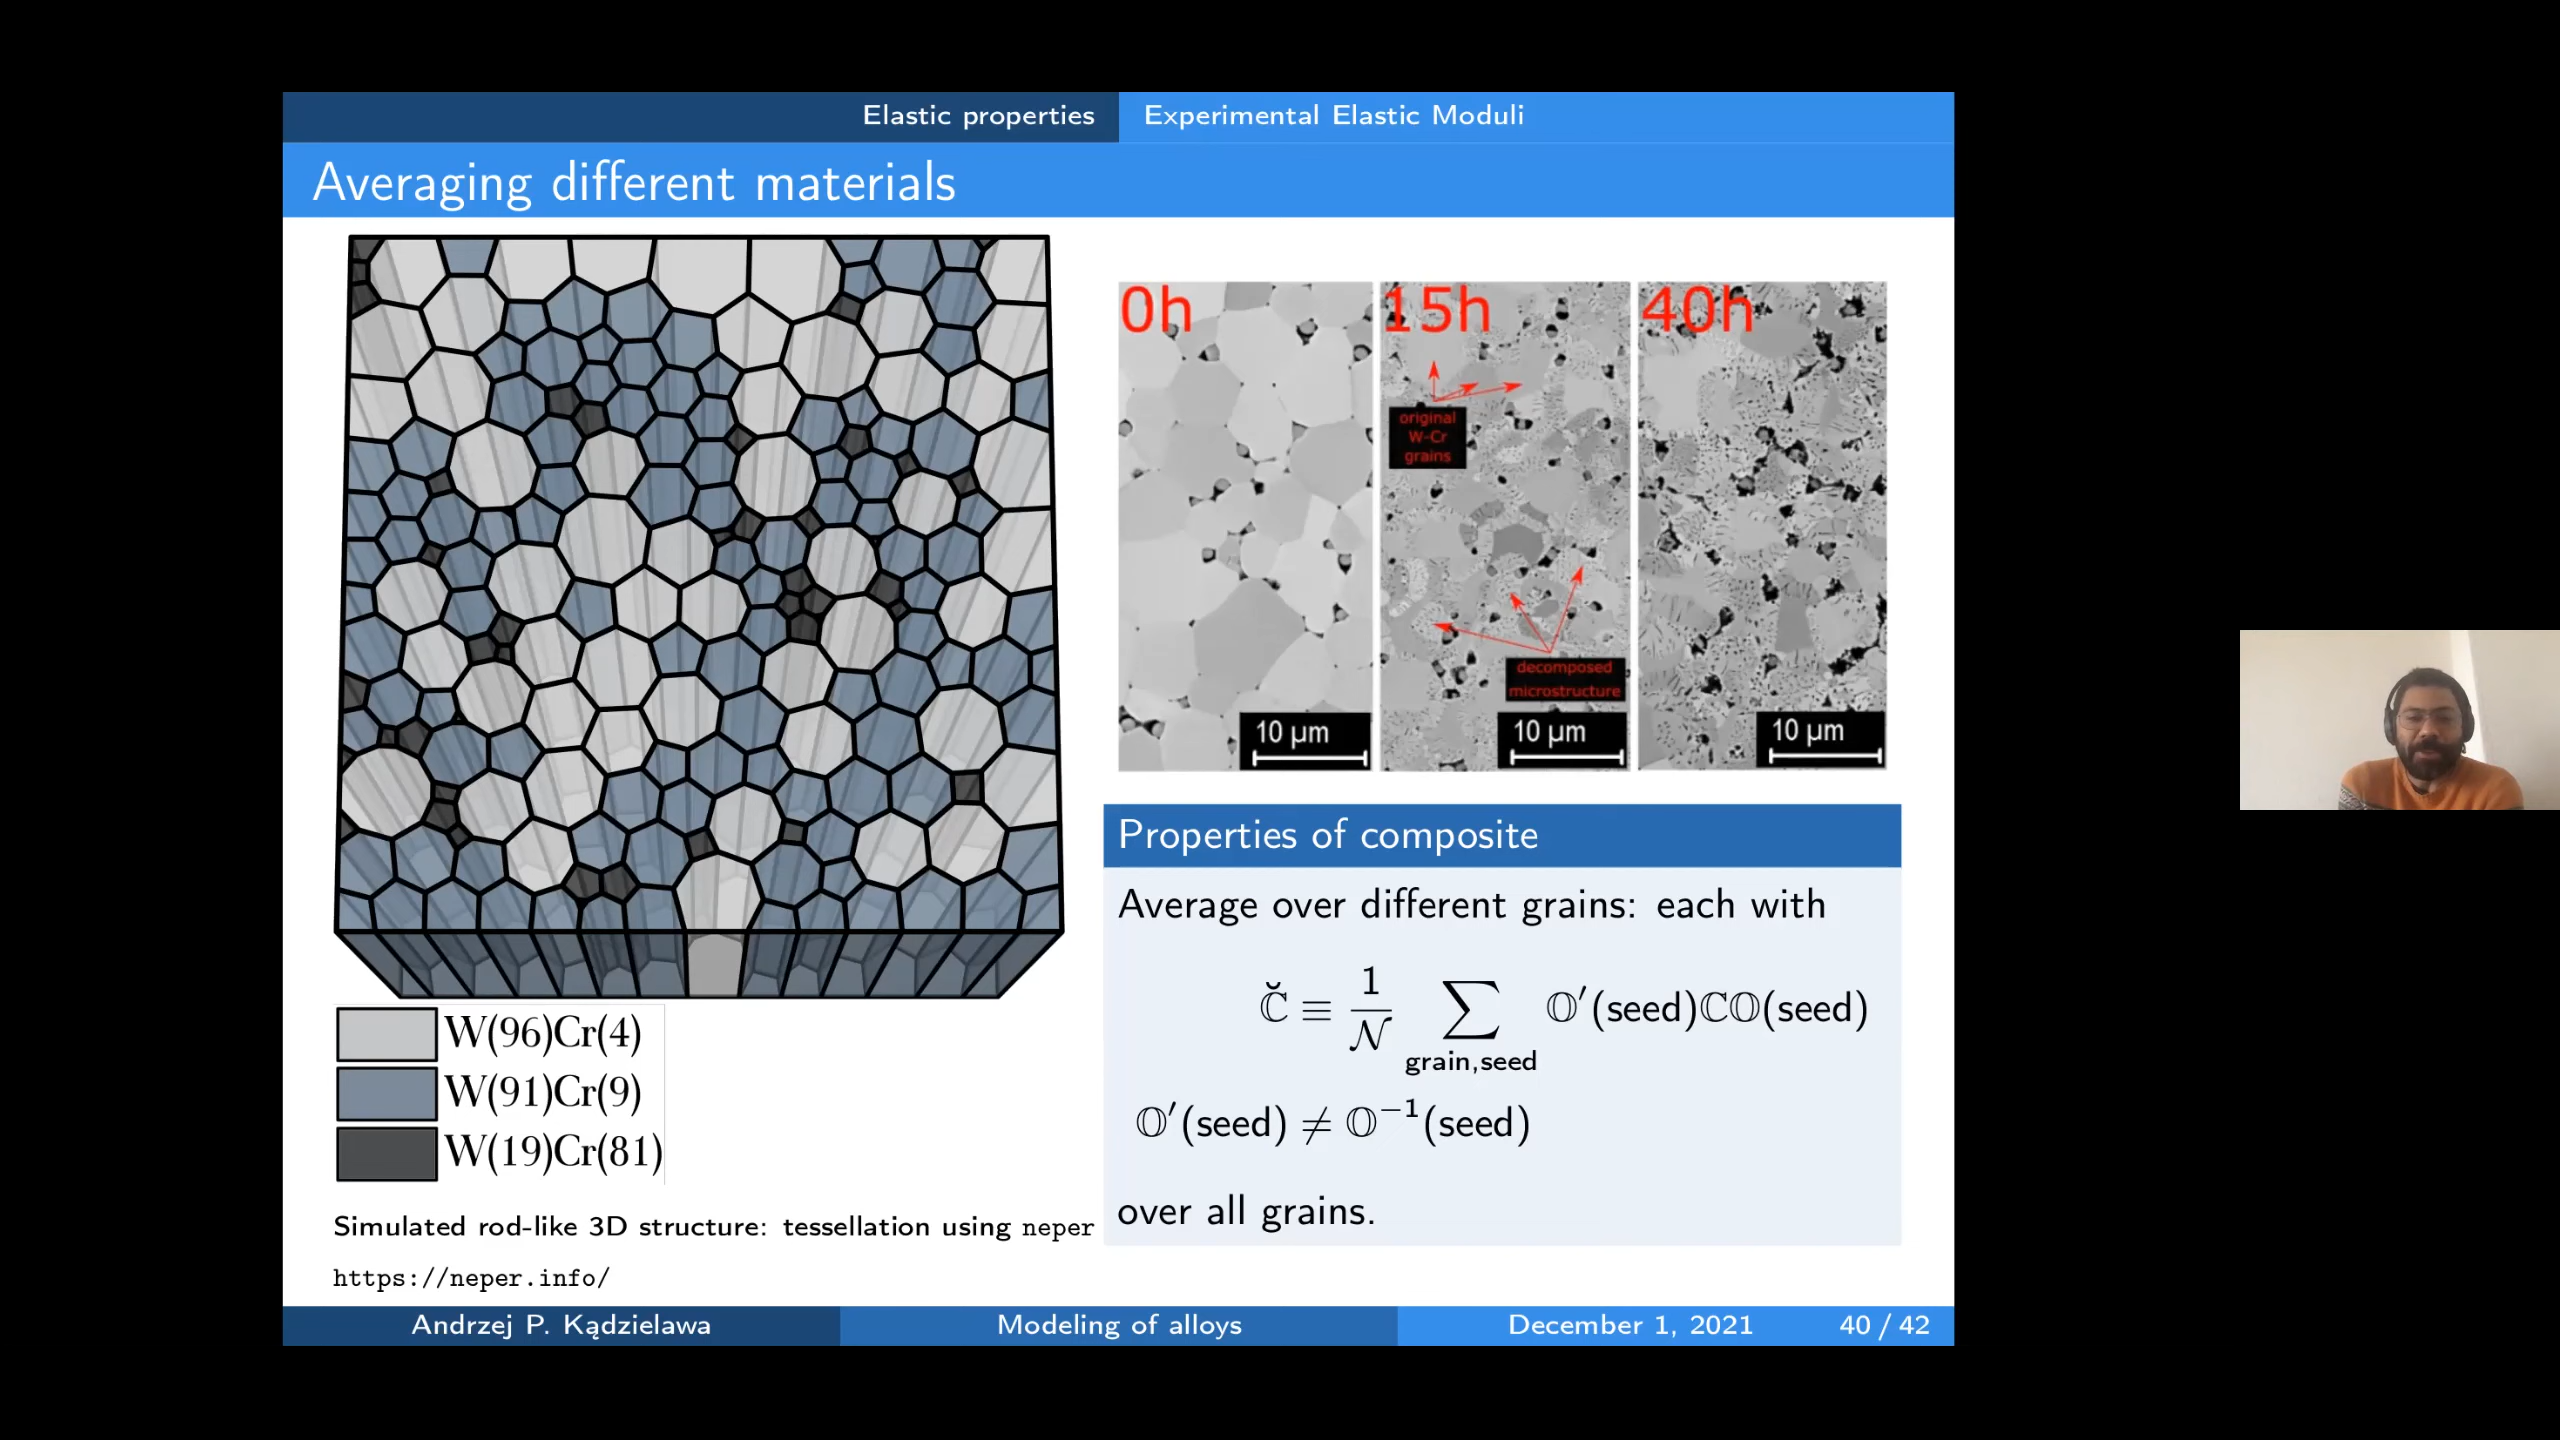 Elastic properties
Experimental Elastic Moduli
Averaging different materials
0h
15h
40h
original
W-Cr
grains
decomposed
microstructure
10 µm
10 µm
10 µm
W(96)Cr(4)
W(91)Cr(9)
W(19)Cr(81)
Simulated rod-like 3D structure: tessellation using neper
https://neper.info/
Properties of composite
Average over different grains: each with
ℂ̆ ≡ 1/𝒩 ∑ grain,seed 𝕆′(seed)ℂ𝕆(seed)
𝕆′(seed) ≠ 𝕆⁻¹(seed)
over all grains.
Andrzej P. Kądzielawa
Modeling of alloys
December 1, 2021
40 / 42